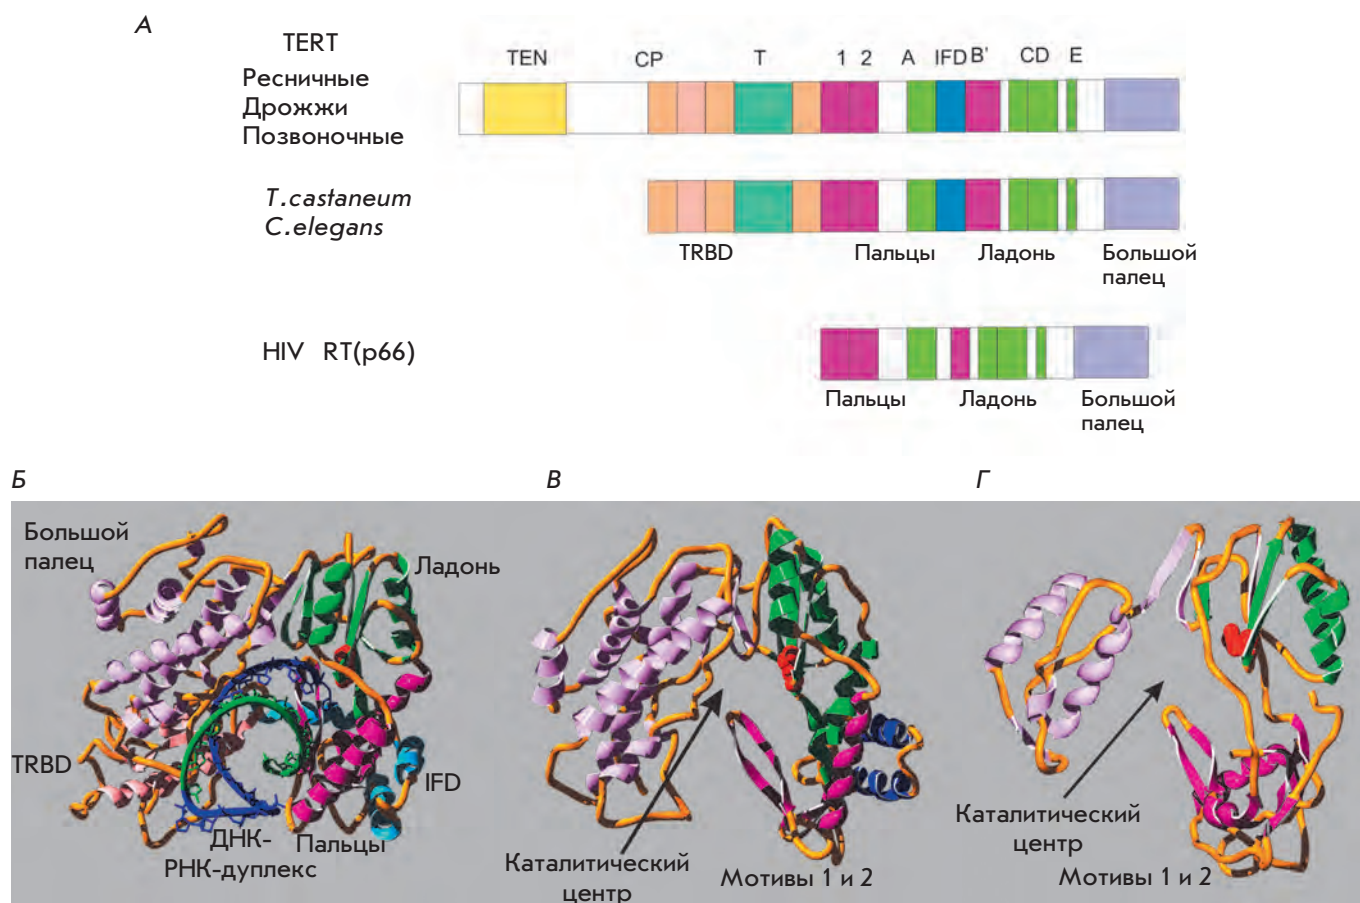 А
TERT
Ресничные
Дрожжи
Позвоночные
TEN
CP
T
1 2 A IFD B' CD E
T.castaneum
C.elegans
TRBD
Пальцы
Ладонь
Большой
палец
HIV RT(p66)
Пальцы
Ладонь
Большой
палец
Б
Большой
палец
Ладонь
TRBD
IFD
ДНК-
РНК-дуплекс
Пальцы
В
Каталитический
центр
Мотивы 1 и 2
Г
Каталитический
центр
Мотивы 1 и 2